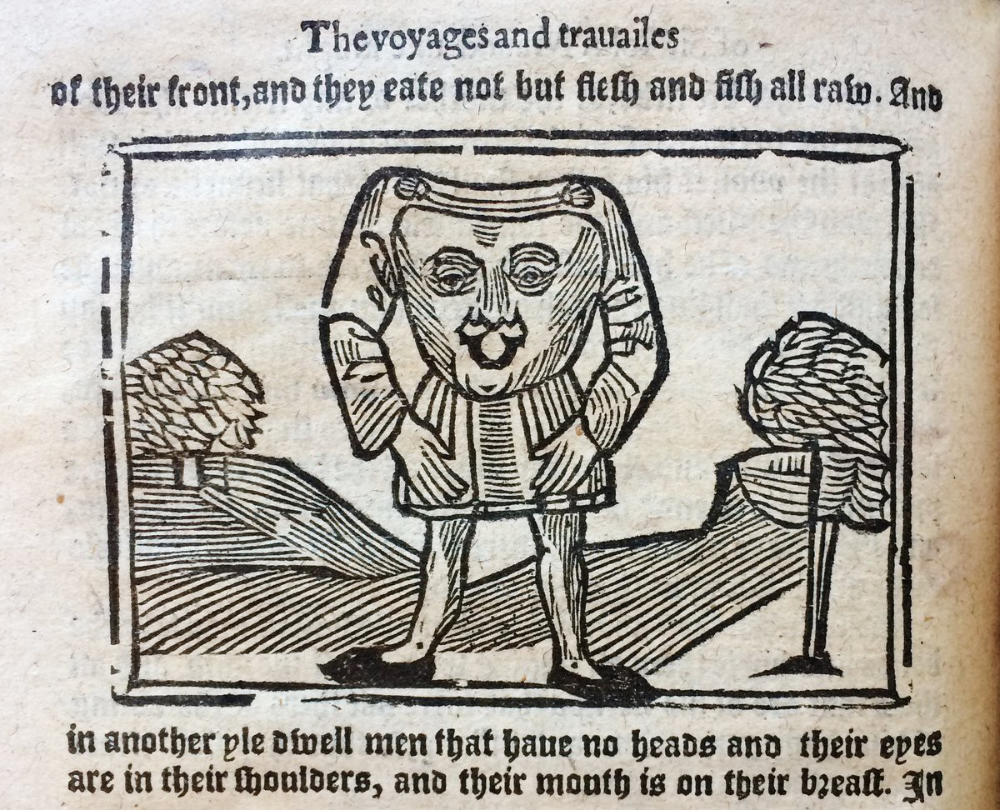 The voyages and trauailes
of their front, and they eate not but flesh and fish all raw. And
in another yle dwell men that haue no heads and their eyes
are in their shoulders, and their mouth is on their breast. In